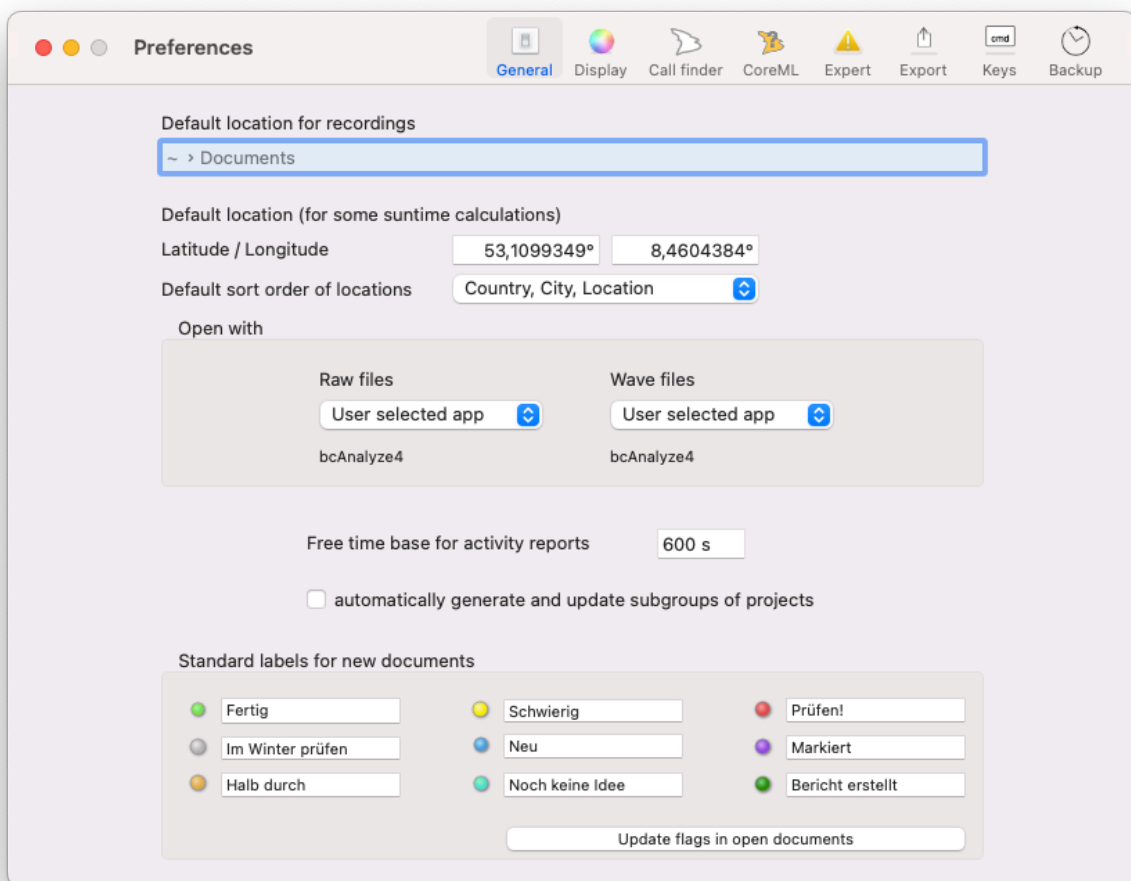 Preferences
General Display Call finder CoreML Expert Export cmd Keys Backup
Default location for recordings
~ › Documents
Default location (for some suntime calculations)
Latitude / Longitude 53,1099349° 8,4604384°
Default sort order of locations Country, City, Location
Open with
Raw files Wave files
User selected app User selected app
bcAnalyze4 bcAnalyze4
Free time base for activity reports 600 s
automatically generate and update subgroups of projects
Standard labels for new documents
Fertig Schwierig Prüfen!
Im Winter prüfen Neu Markiert
Halb durch Noch keine Idee Bericht erstellt
Update flags in open documents